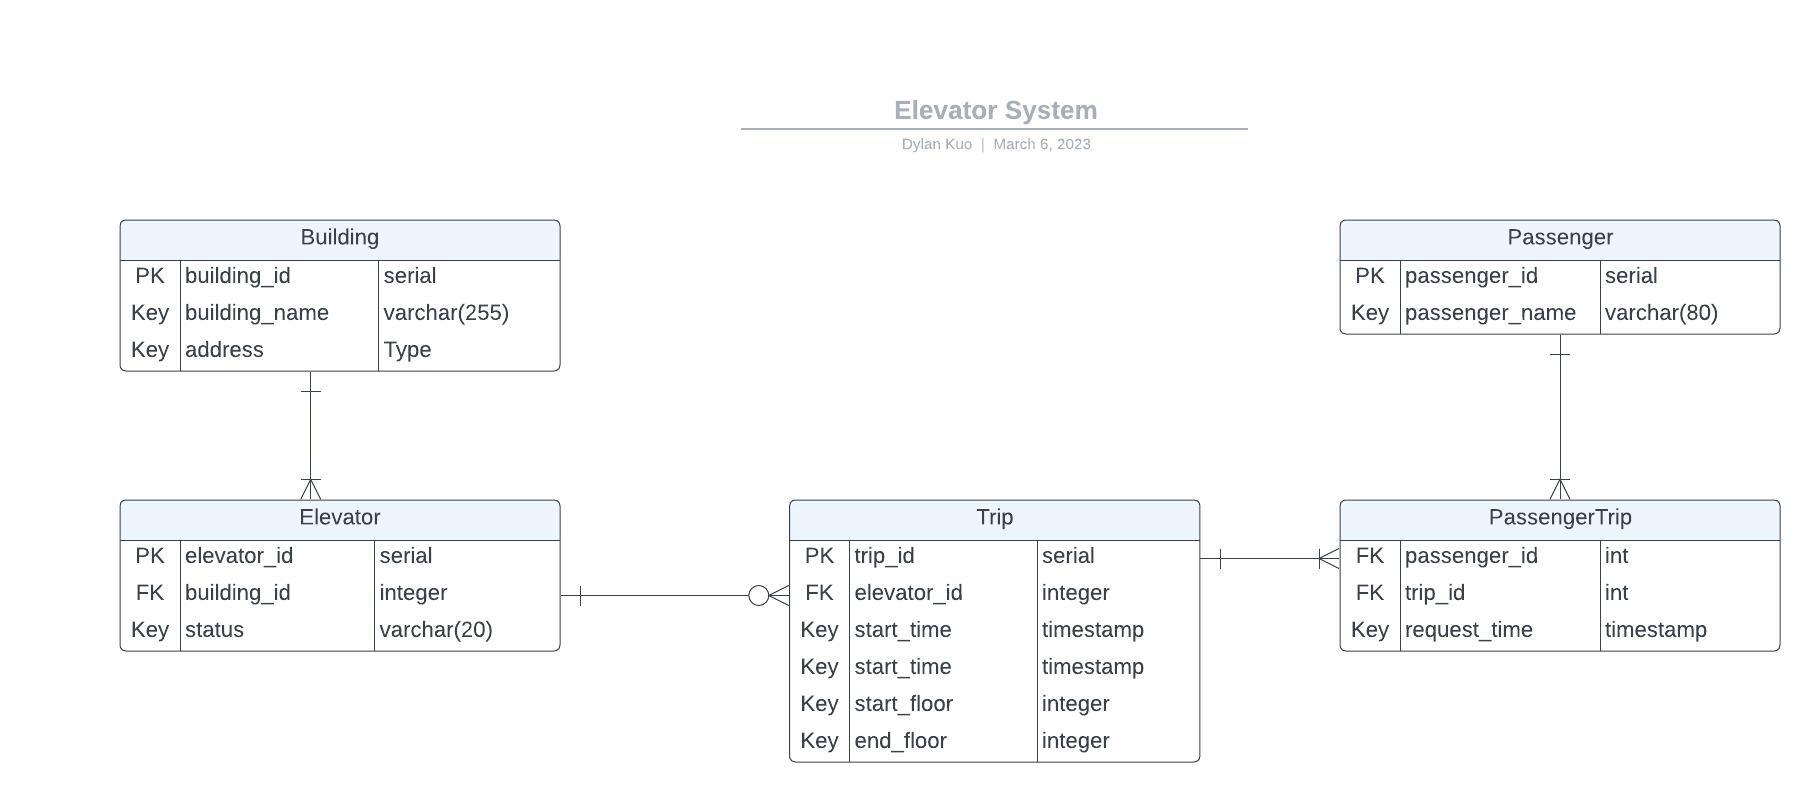 Elevator System
Dylan Kuo | March 6, 2023
Building
PK building_id serial
Key building_name varchar(255)
Key address Type
Passenger
PK passenger_id serial
Key passenger_name varchar(80)
Elevator
PK elevator_id serial
FK building_id integer
Key status varchar(20)
Trip
PK trip_id serial
FK elevator_id integer
Key start_time timestamp
Key start_time timestamp
Key start_floor integer
Key end_floor integer
PassengerTrip
FK passenger_id int
FK trip_id int
Key request_time timestamp